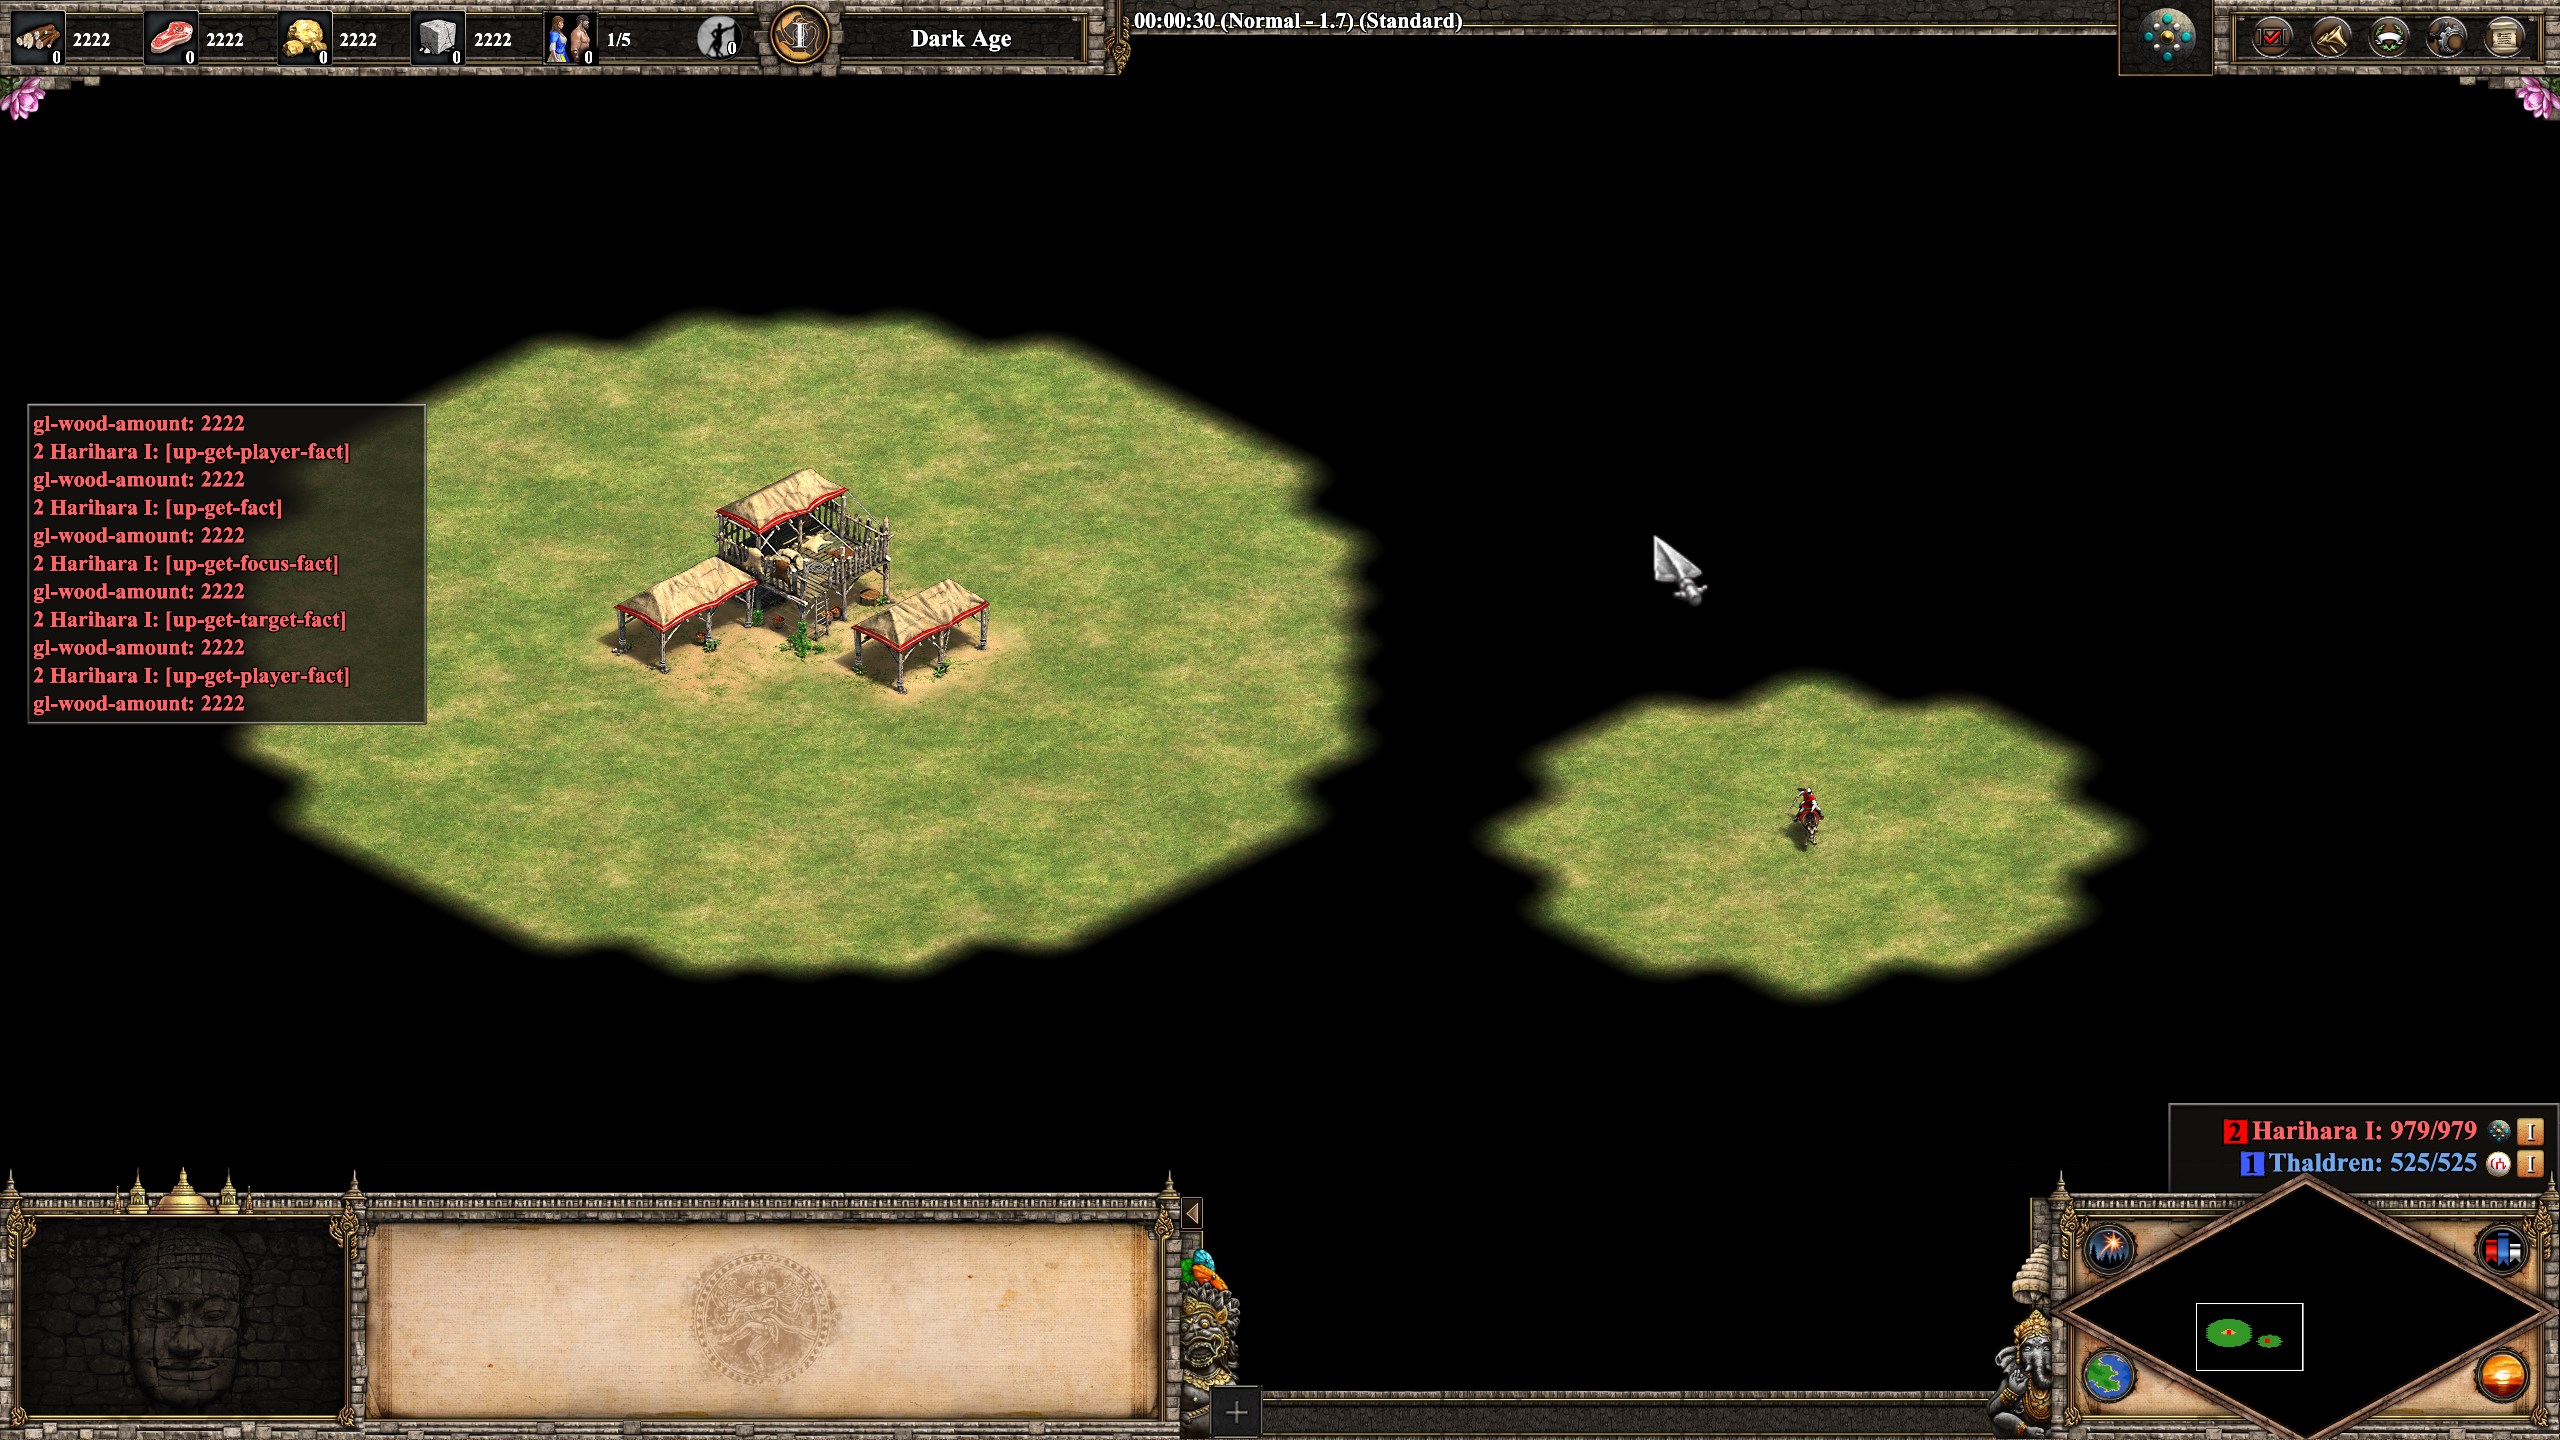 2222 2222 2222 2222 1/5
0 0 0 0 0 0
I
Dark Age
00:00:30 (Normal - 1.7) (Standard)
gl-wood-amount: 2222
2 Harihara I: [up-get-player-fact]
gl-wood-amount: 2222
2 Harihara I: [up-get-fact]
gl-wood-amount: 2222
2 Harihara I: [up-get-focus-fact]
gl-wood-amount: 2222
2 Harihara I: [up-get-target-fact]
gl-wood-amount: 2222
2 Harihara I: [up-get-player-fact]
gl-wood-amount: 2222
2 Harihara I: 979/979 I
1 Thaldren: 525/525 I